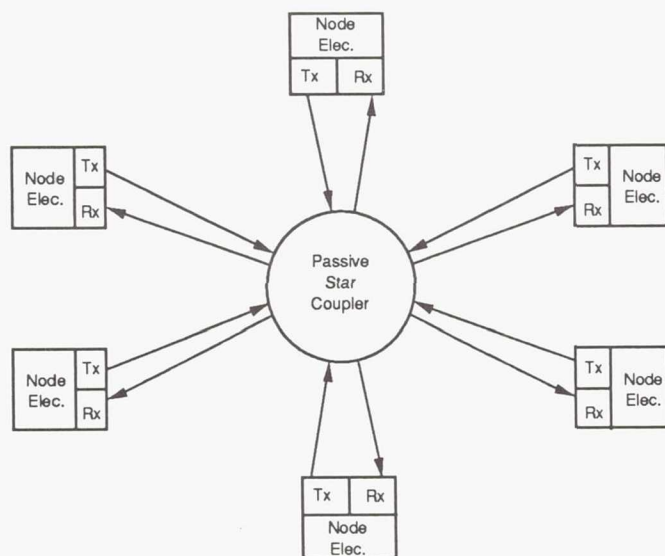 Node
Elec.
Tx Rx
Node
Elec.
Tx
Rx
Tx
Rx
Node
Elec.
Passive
Star
Coupler
Node
Elec.
Tx
Rx
Tx
Rx
Node
Elec.
Tx Rx
Node
Elec.